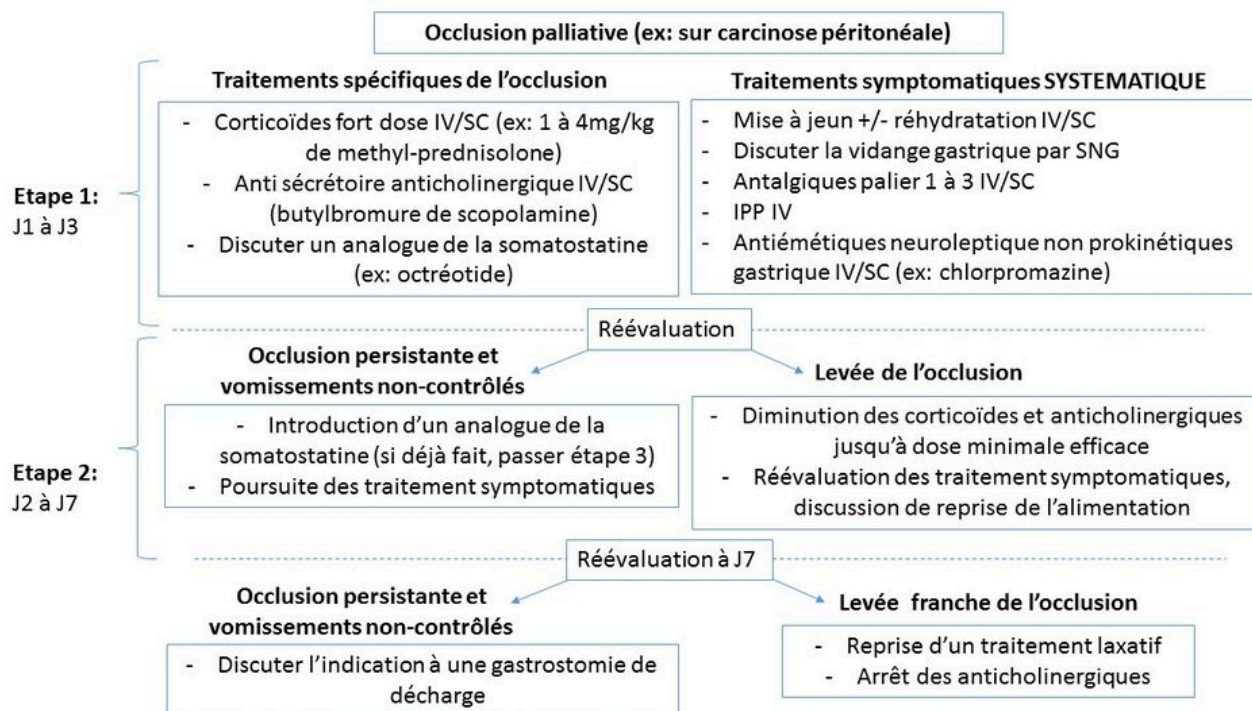 Occlusion palliative (ex: sur carcinose péritonéale)
Traitements spécifiques de l'occlusion
- Corticoïdes fort dose IV/SC (ex: 1 à 4mg/kg
de methyl-prednisolone)
- Anti sécrétoire anticholinergique IV/SC
(butylbromure de scopolamine)
- Discuter un analogue de la somatostatine
(ex: octréotide)
Traitements symptomatiques SYSTEMATIQUE
- Mise à jeun +/- réhydratation IV/SC
- Discuter la vidange gastrique par SNG
- Antalgiques palier 1 à 3 IV/SC
- IPP IV
- Antiémétiques neuroleptique non prokinétiques
gastrique IV/SC (ex: chlorpromazine)
Etape 1:
J1 à J3
Réévaluation
Occlusion persistante et
vomissements non-contrôlés
- Introduction d'un analogue de la
somatostatine (si déjà fait, passer étape 3)
- Poursuite des traitement symptomatiques
Levée de l'occlusion
- Diminution des corticoïdes et anticholinergiques
jusqu'à dose minimale efficace
- Réévaluation des traitement symptomatiques,
discussion de reprise de l'alimentation
Etape 2:
J2 à J7
Réévaluation à J7
Occlusion persistante et
vomissements non-contrôlés
- Discuter l'indication à une gastrostomie de
décharge
Levée franche de l'occlusion
- Reprise d'un traitement laxatif
- Arrêt des anticholinergiques